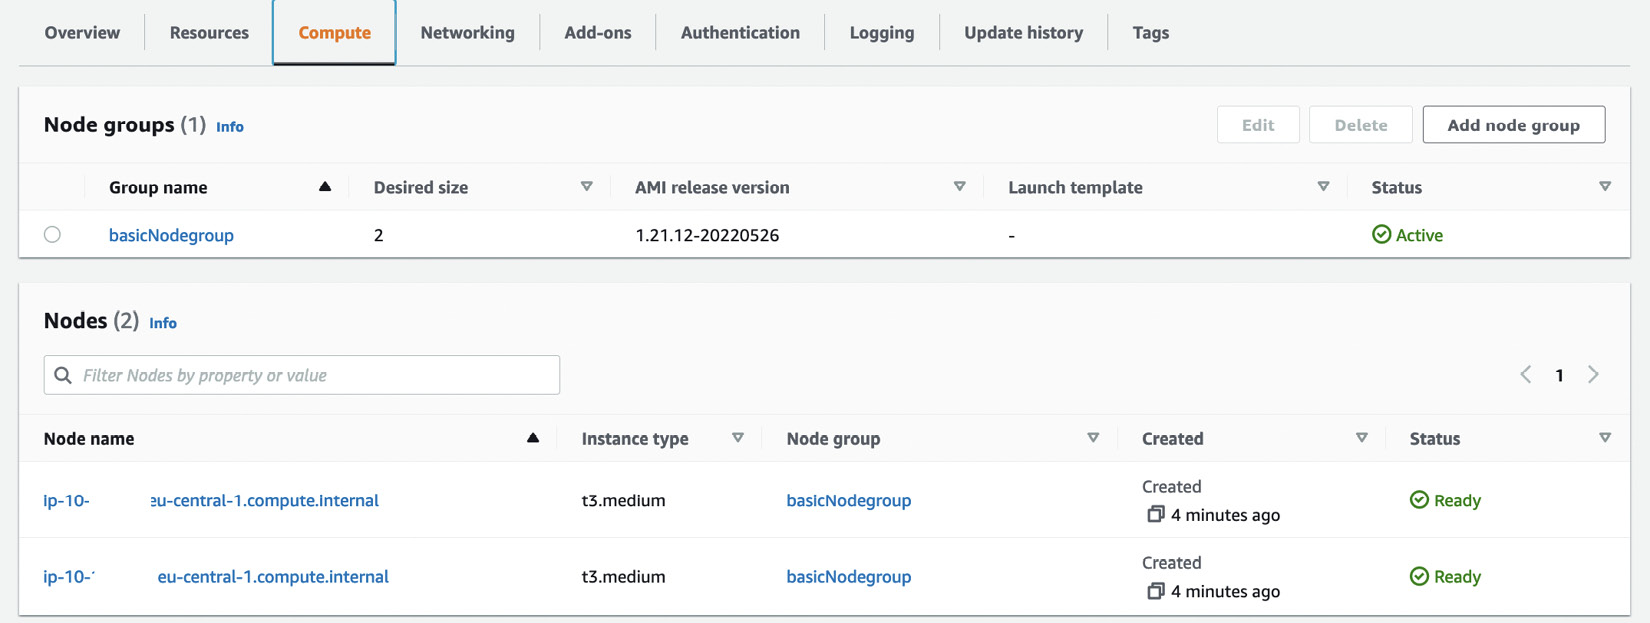 Overview Resources Compute Networking Add-ons Authentication Logging Update history Tags
Node groups (1) Info Edit Delete Add node group
Group name Desired size AMI release version Launch template Status
basicNodegroup 2 1.21.12-20220526 - Active
Nodes (2) Info
Filter Nodes by property or value 1
Node name Instance type Node group Created Status
ip-10- eu-central-1.compute.internal t3.medium basicNodegroup Created 4 minutes ago Ready
ip-10- eu-central-1.compute.internal t3.medium basicNodegroup Created 4 minutes ago Ready